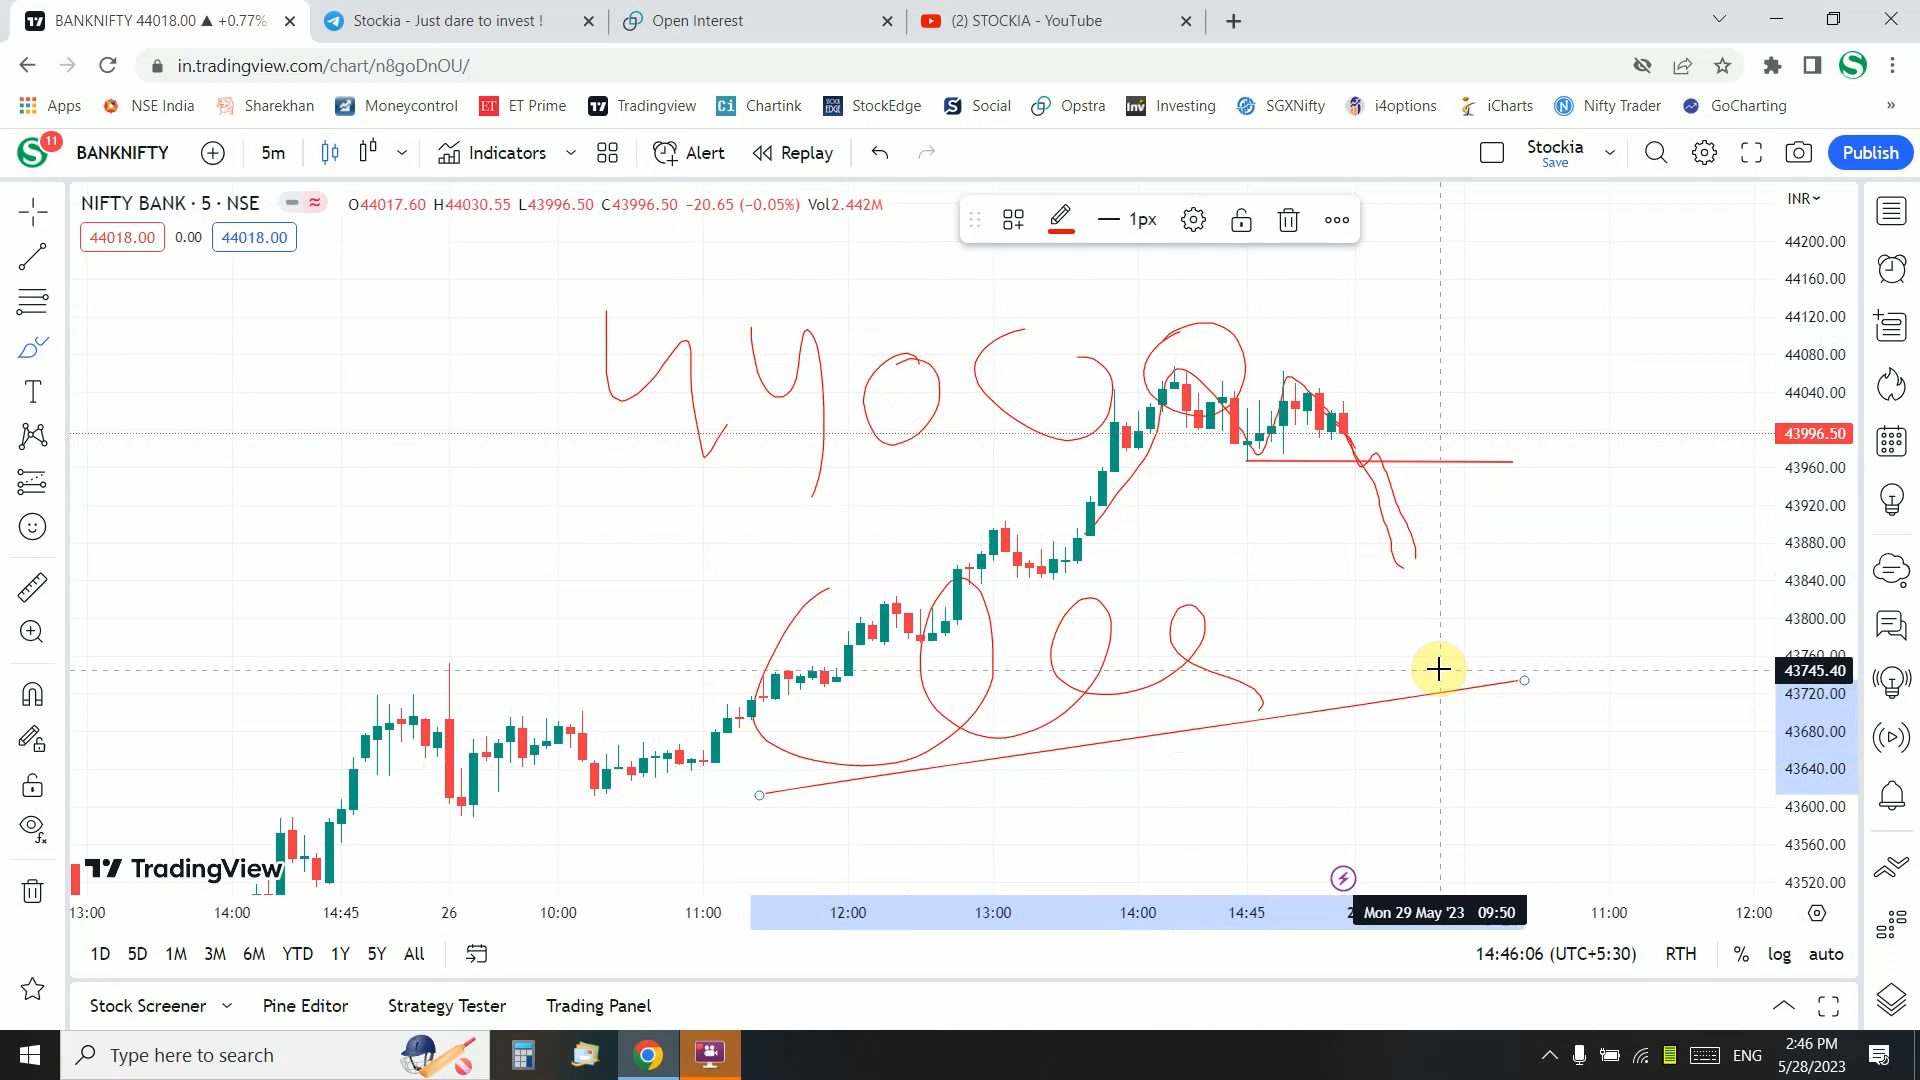 BANKNIFTY 44018.00 ▲ +0.77% Stockia - Just dare to invest ! Open Interest (2) STOCKIA - YouTube
in.tradingview.com/chart/n8goDnOU/
Apps NSE India Sharekhan Moneycontrol ET Prime Tradingview Chartink StockEdge Social Opstra Investing SGXNifty i4options iCharts Nifty Trader GoCharting »
11 BANKNIFTY 5m Indicators Alert Replay Stockia Save Publish
NIFTY BANK · 5 · NSE O44017.60 H44030.55 L43996.50 C43996.50 -20.65 (-0.05%) Vol2.442M 1px INR
44018.00 0.00 44018.00
44200.00
44160.00
44120.00
44080.00
44040.00
43996.50
43960.00
43920.00
43880.00
43840.00
43800.00
43760.00
43745.40
43720.00
43680.00
43640.00
43600.00
43560.00
43520.00
TradingView
13:00 14:00 14:45 26 10:00 11:00 12:00 13:00 14:00 14:45 Mon 29 May '23 09:50 11:00 12:00
1D 5D 1M 3M 6M YTD 1Y 5Y All 14:46:06 (UTC+5:30) RTH % log auto
Stock Screener Pine Editor Strategy Tester Trading Panel
Type here to search ENG 2:46 PM
5/28/2023